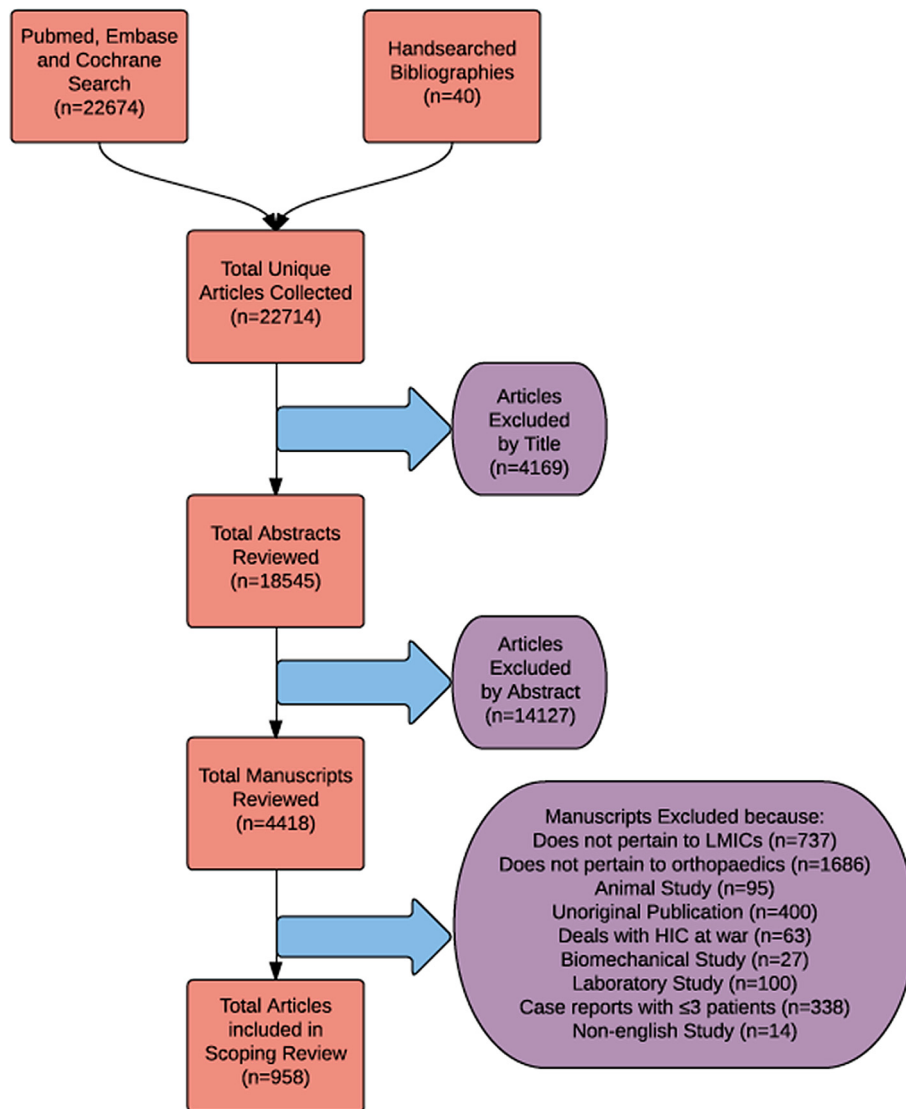 Pubmed, Embase
and Cochrane
Search
(n=22674)
Handsearched
Bibliographies
(n=40)
Total Unique
Articles Collected
(n=22714)
Articles
Excluded
by Title
(n=4169)
Total Abstracts
Reviewed
(n=18545)
Articles
Excluded
by Abstract
(n=14127)
Total Manuscripts
Reviewed
(n=4418)
Manuscripts Excluded because:
Does not pertain to LMICs (n=737)
Does not pertain to orthopaedics (n=1686)
Animal Study (n=95)
Unoriginal Publication (n=400)
Deals with HIC at war (n=63)
Biomechanical Study (n=27)
Laboratory Study (n=100)
Case reports with ≤3 patients (n=338)
Non-english Study (n=14)
Total Articles
included in
Scoping Review
(n=958)